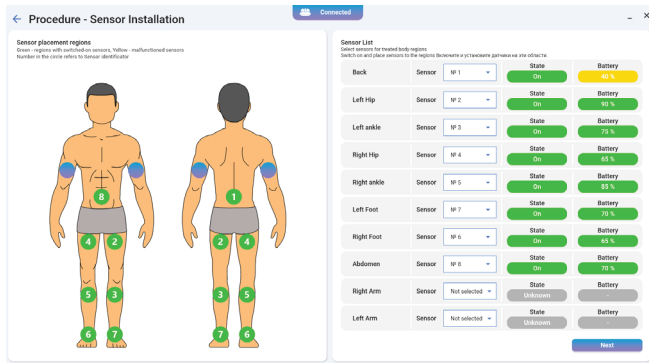 Connected
← Procedure - Sensor Installation
Sensor placement regions
Green - regions with switched-on sensors, Yellow - malfunctioned sensors
Number in the circle refers to Sensor identificator
8
1
4 2
2 4
5 3
3 5
6 7
7 6
Sensor List
Select sensors for treated body regions
Switch on and place sensors to the regions Включите и установите датчики на эти области.
Back Sensor № 1 State On Battery 40 %
Left Hip Sensor № 2 State On Battery 90 %
Left ankle Sensor № 3 State On Battery 75 %
Right Hip Sensor № 4 State On Battery 65 %
Right ankle Sensor № 5 State On Battery 85 %
Left Foot Sensor № 7 State On Battery 70 %
Right Foot Sensor № 6 State On Battery 65 %
Abdomen Sensor № 8 State On Battery 70 %
Right Arm Sensor Not selected State Unknown Battery -
Left Arm Sensor Not selected State Unknown Battery -
Next